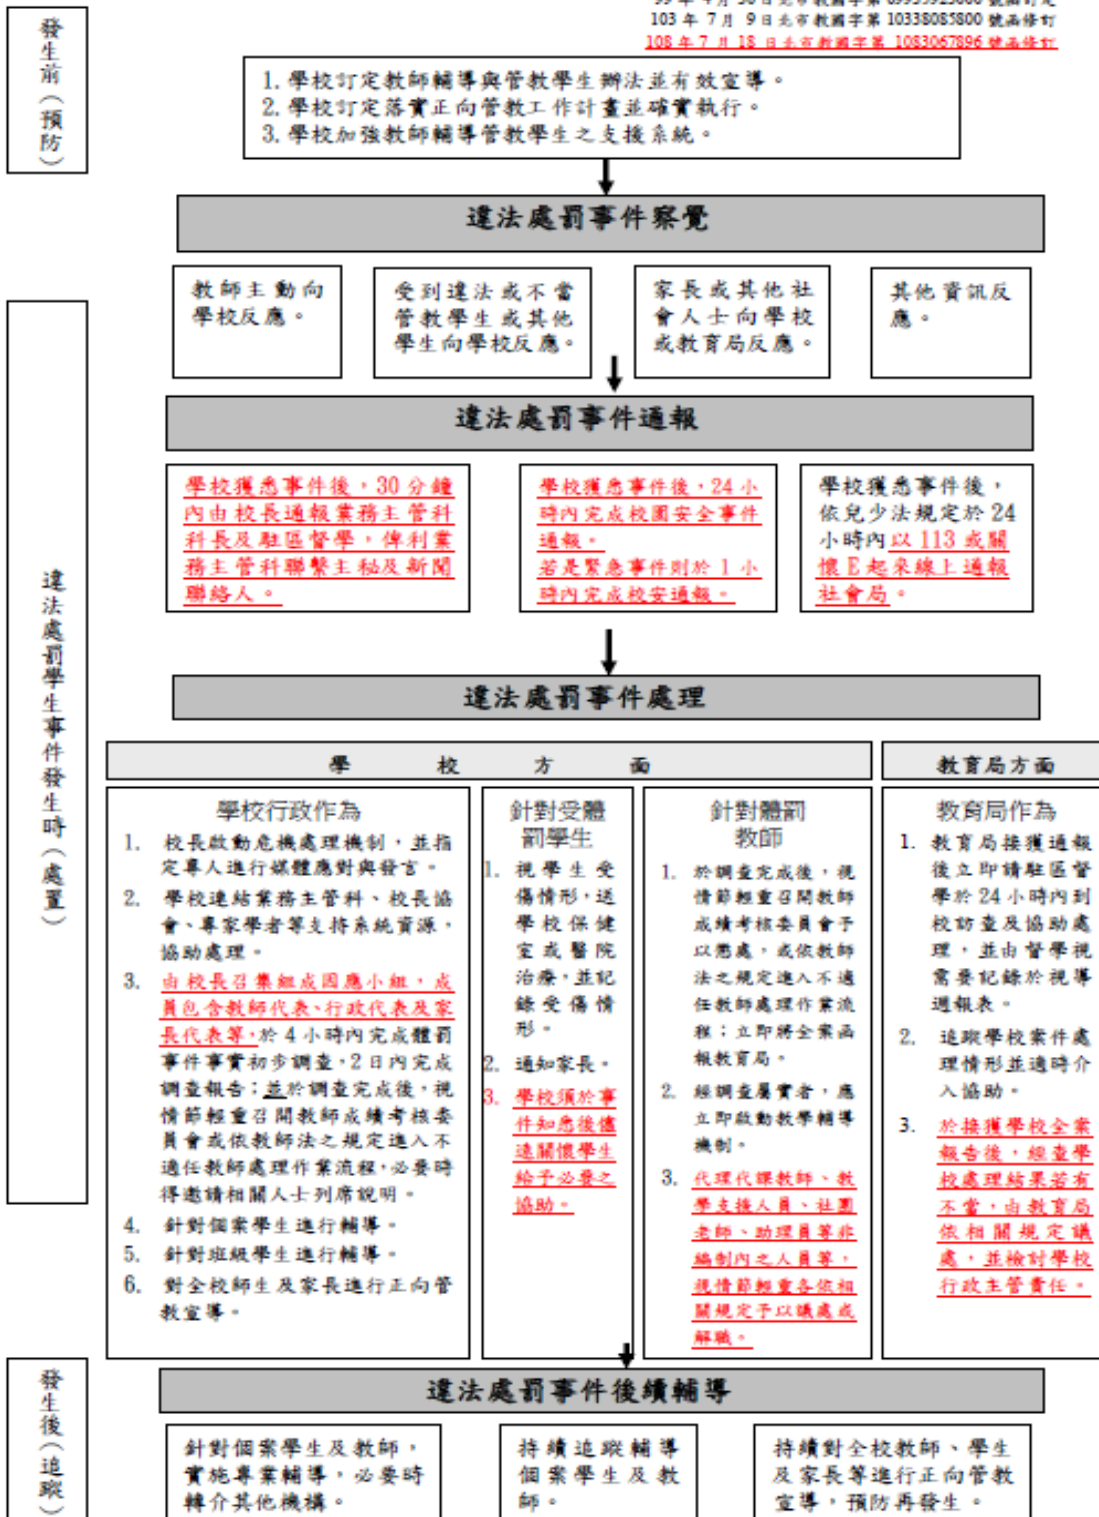 103 年 7 月 9 日北市教國字第 10338085800 號函修訂
108 年 7 月 18 日北市教國字第 1083067896 號函修訂
發生前（預防）
1. 學校訂定教師輔導與管教學生辦法並有效宣導。
2. 學校訂定落實正向管教工作計畫並確實執行。
3. 學校加強教師輔導管教學生之支援系統。
違法處罰事件察覺
違法處罰學生事件發生時（處置）
教師主動向
學校反應。
受到違法或不當
管教學生或其他
學生向學校反應。
家長或其他社
會人士向學校
或教育局反應。
其他資訊反
應。
違法處罰事件通報
學校獲悉事件後，30 分鐘
內由校長通報業務主管科
科長及駐區督學，俾利業
務主管科聯繫主秘及新聞
聯絡人。
學校獲悉事件後，24 小
時內完成校園安全事件
通報。
若是緊急事件則於 1 小
時內完成校安通報。
學校獲悉事件後，
依兒少法規定於 24
小時內以 113 或關
懷 E 起來線上通報
社會局。
違法處罰事件處理
學 校 方 面
教育局方面
學校行政作為
1. 校長啟動危機處理機制，並指
定專人進行媒體應對與發言。
2. 學校連結業務主管科、校長協
會、專家學者等支持系統資源，
協助處理。
3. 由校長召集組成因應小組，成
員包含教師代表、行政代表及家
長代表等，於 4 小時內完成體罰
事件事實初步調查，2 日內完成
調查報告；並於調查完成後，視
情節輕重召開教師成績考核委
員會或依教師法之規定進入不
適任教師處理作業流程，必要時
得邀請相關人士列席說明。
4. 針對個案學生進行輔導。
5. 針對班級學生進行輔導。
6. 對全校師生及家長進行正向管
教宣導。
針對受體
罰學生
1. 視學生受
傷情形，送
學校保健
室或醫院
治療，並記
錄受傷情
形。
2. 通知家長。
3. 學校須於事
件知悉後儘
速關懷學生
給予必要之
協助。
針對體罰
教師
1. 於調查完成後，視
情節輕重召開教師
成績考核委員會予
以懲處，或依教師
法之規定進入不適
任教師處理作業流
程；立即將全案函
報教育局。
2. 經調查屬實者，應
立即啟動教學輔導
機制。
3. 代理代課教師、教
學支援人員、社團
老師、助理員等非
編制內之人員等，
視情節輕重各依相
關規定予以議處或
解職。
教育局作為
1. 教育局接獲通報
後立即請駐區督
學於 24 小時內到
校訪查及協助處
理，並由督學視
需要記錄於視導
週報表。
2. 追蹤學校案件處
理情形並適時介
入協助。
3. 於接獲學校全案
報告後，經查學
校處理結果若有
不當，由教育局
依相關規定議
處，並檢討學校
行政主管責任。
發生後（追蹤）
違法處罰事件後續輔導
針對個案學生及教師，
實施專業輔導，必要時
轉介其他機構。
持續追蹤輔導
個案學生及教
師。
持續對全校教師、學生
及家長等進行正向管教
宣導，預防再發生。